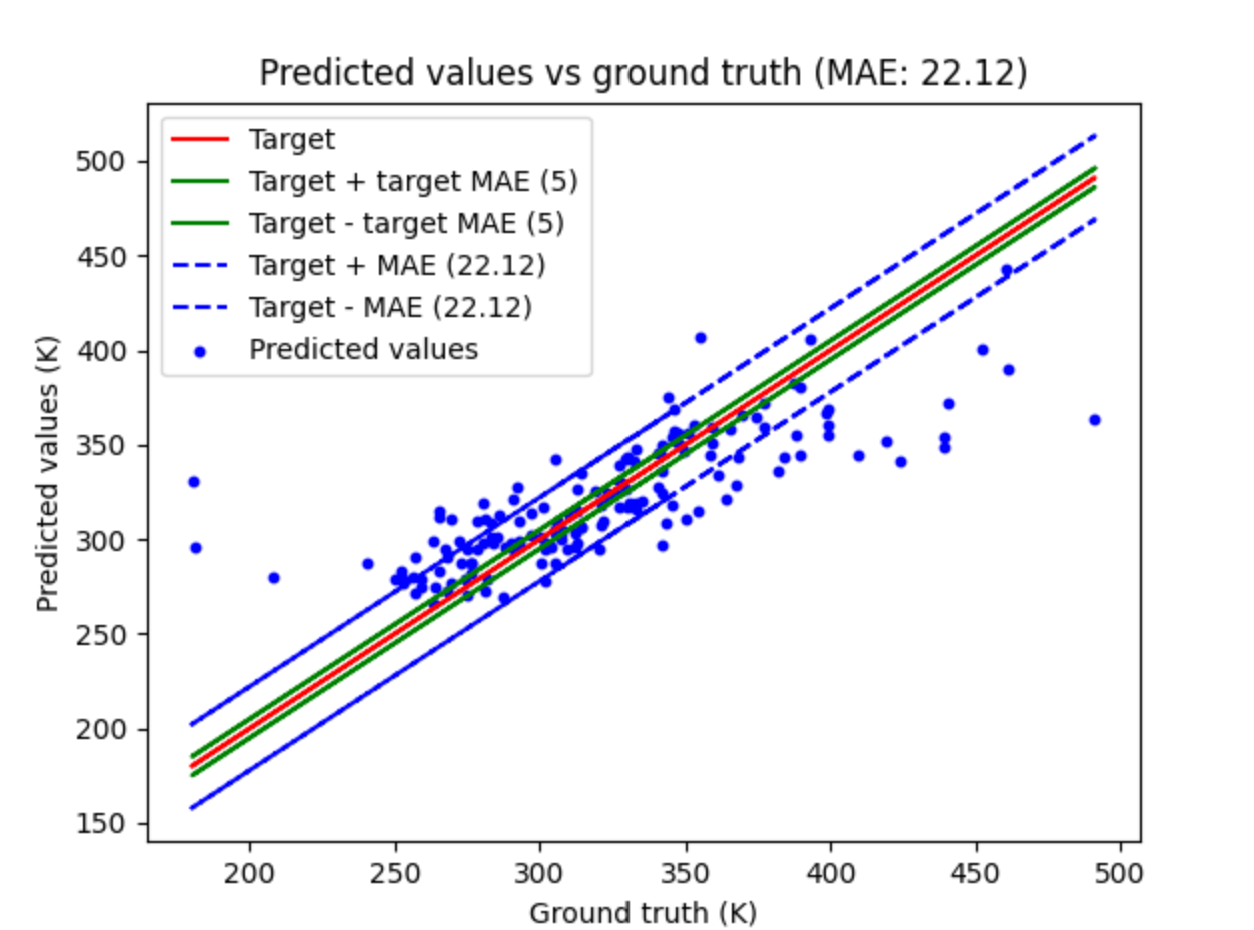 Predicted values vs ground truth (MAE: 22.12)
Target
Target + target MAE (5)
Target - target MAE (5)
Target + MAE (22.12)
Target - MAE (22.12)
Predicted values
Predicted values (K)
500
450
400
350
300
250
200
150
200 250 300 350 400 450 500
Ground truth (K)